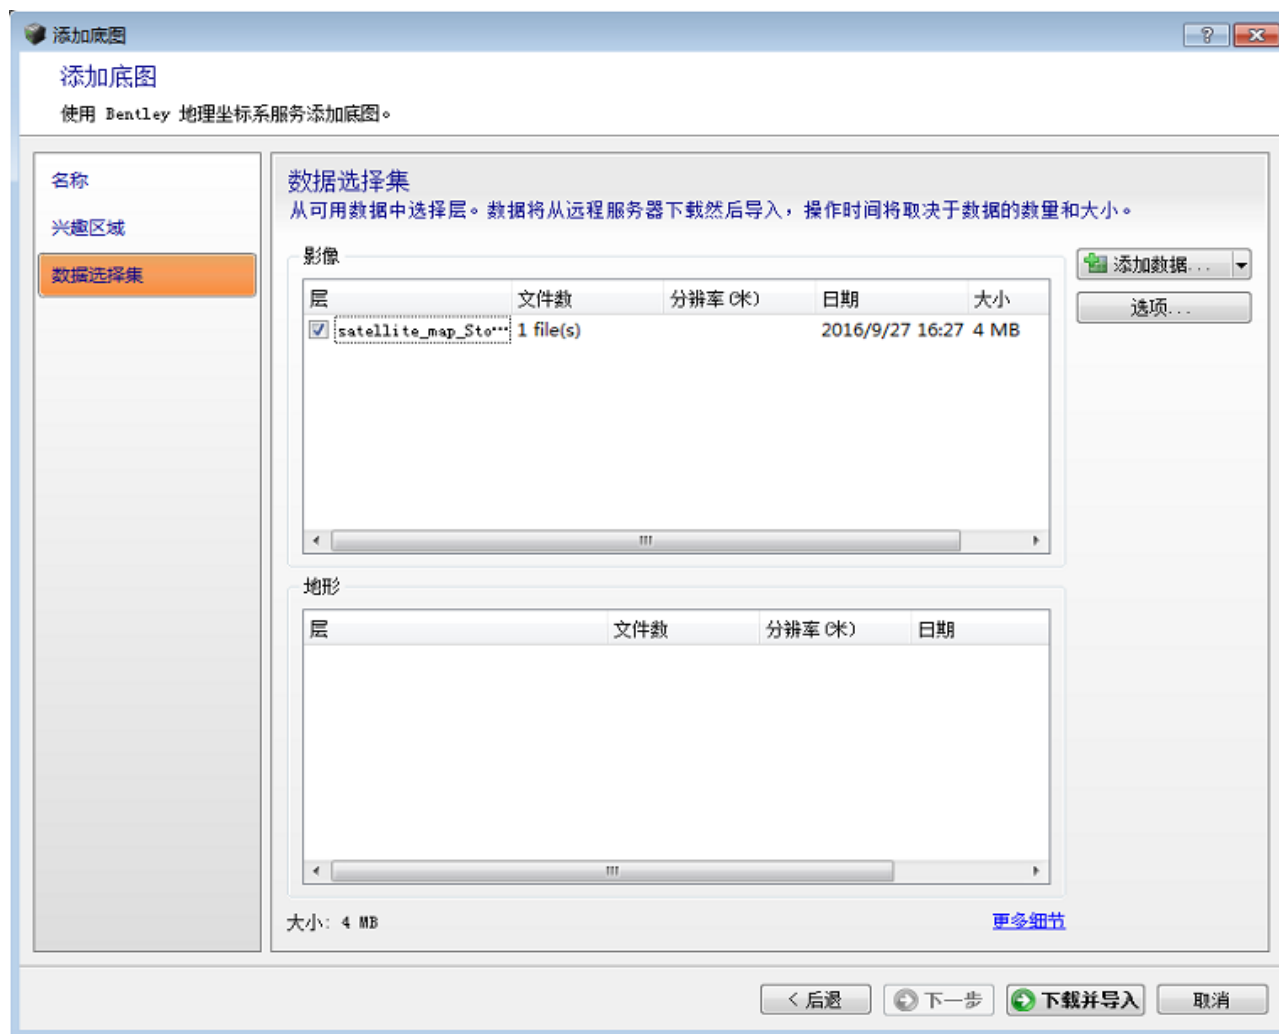 添加底图
添加底图
使用 Bentley 地理坐标系服务添加底图。
名称
兴趣区域
数据选择集
数据选择集
从可用数据中选择层。数据将从远程服务器下载然后导入，操作时间将取决于数据的数量和大小。
影像
层 文件数 分辨率(米) 日期 大小
satellite_map_Sto··· 1 file(s) 2016/9/27 16:27 4 MB
添加数据...
选项...
地形
层 文件数 分辨率(米) 日期
大小: 4 MB 更多细节
< 后退 下一步 下载并导入 取消